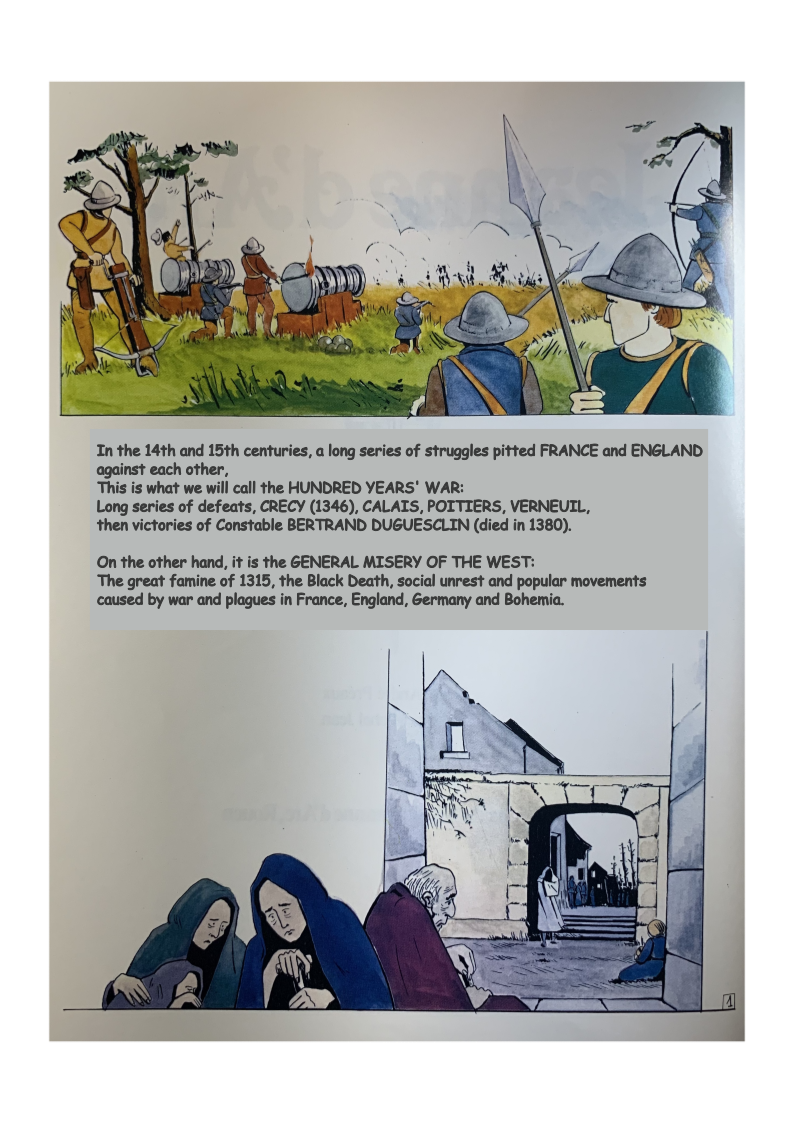 In the 14th and 15th centuries, a long series of struggles pitted FRANCE and ENGLAND
against each other,
This is what we will call the HUNDRED YEARS' WAR:
Long series of defeats, CRECY (1346), CALAIS, POITIERS, VERNEUIL,
then victories of Constable BERTRAND DUGUESCLIN (died in 1380).
On the other hand, it is the GENERAL MISERY OF THE WEST:
The great famine of 1315, the Black Death, social unrest and popular movements
caused by war and plagues in France, England, Germany and Bohemia.
1